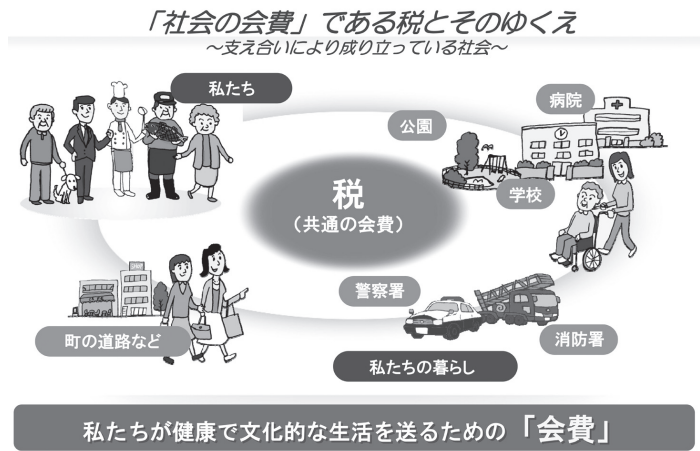 「社会の会費」である税とそのゆくえ
～支え合いにより成り立っている社会～
私たち
病院
公園
税
（共通の会費）
学校
警察署
町の道路など
消防署
私たちの暮らし
私たちが健康で文化的な生活を送るための「会費」